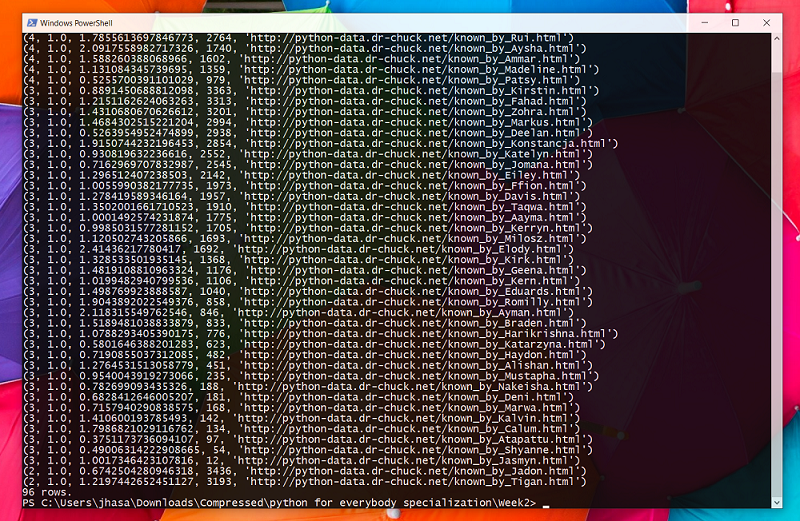 Windows PowerShell
(4, 1.0, 1.7855613697846773, 2764, 'http://python-data.dr-chuck.net/known_by_Rui.html')
(4, 1.0, 2.0917558982717326, 1740, 'http://python-data.dr-chuck.net/known_by_Aysha.html')
(4, 1.0, 1.588260388068966, 1602, 'http://python-data.dr-chuck.net/known_by_Ammar.html')
(4, 1.0, 1.131084345739695, 1359, 'http://python-data.dr-chuck.net/known_by_Madeline.html')
(4, 1.0, 0.5255700391101029, 979, 'http://python-data.dr-chuck.net/known_by_Patsy.html')
(3, 1.0, 0.8891450688812098, 3363, 'http://python-data.dr-chuck.net/known_by_Kirstin.html')
(3, 1.0, 1.2151162624063263, 3313, 'http://python-data.dr-chuck.net/known_by_Fahad.html')
(3, 1.0, 1.4310680670626612, 3201, 'http://python-data.dr-chuck.net/known_by_Zohra.html')
(3, 1.0, 1.4684302515221204, 2994, 'http://python-data.dr-chuck.net/known_by_Markus.html')
(3, 1.0, 0.5263954952474899, 2938, 'http://python-data.dr-chuck.net/known_by_Deelan.html')
(3, 1.0, 1.9150744232196453, 2854, 'http://python-data.dr-chuck.net/known_by_Konstancja.html')
(3, 1.0, 0.930819632236616, 2552, 'http://python-data.dr-chuck.net/known_by_Katelyn.html')
(3, 1.0, 0.716296970783298​7, 2545, 'http://python-data.dr-chuck.net/known_by_Jomana.html')
(3, 1.0, 1.296512407238503, 2142, 'http://python-data.dr-chuck.net/known_by_Eiley.html')
(3, 1.0, 1.0055990382177735, 1973, 'http://python-data.dr-chuck.net/known_by_Ffion.html')
(3, 1.0, 1.278419589346164, 1957, 'http://python-data.dr-chuck.net/known_by_Davis.html')
(3, 1.0, 1.3502001661710523, 1910, 'http://python-data.dr-chuck.net/known_by_Taqwa.html')
(3, 1.0, 1.0001492574231874, 1775, 'http://python-data.dr-chuck.net/known_by_Aayma.html')
(3, 1.0, 0.9985031577281152, 1705, 'http://python-data.dr-chuck.net/known_by_Kerryn.html')
(3, 1.0, 1.120502743205866, 1693, 'http://python-data.dr-chuck.net/known_by_Milosz.html')
(3, 1.0, 2.41436217780417, 1692, 'http://python-data.dr-chuck.net/known_by_Elody.html')
(3, 1.0, 1.328533501935145, 1368, 'http://python-data.dr-chuck.net/known_by_Kirk.html')
(3, 1.0, 1.4819108810963324, 1176, 'http://python-data.dr-chuck.net/known_by_Geena.html')
(3, 1.0, 1.0199482940799536, 1106, 'http://python-data.dr-chuck.net/known_by_Kern.html')
(3, 1.0, 1.498769923888587, 1040, 'http://python-data.dr-chuck.net/known_by_Eduards.html')
(3, 1.0, 1.9043892022549376, 858, 'http://python-data.dr-chuck.net/known_by_Romilly.html')
(3, 1.0, 2.118315549762546, 846, 'http://python-data.dr-chuck.net/known_by_Ayman.html')
(3, 1.0, 1.5189481038833879, 833, 'http://python-data.dr-chuck.net/known_by_Braden.html')
(3, 1.0, 1.0788293405390175, 776, 'http://python-data.dr-chuck.net/known_by_Harikrishna.html')
(3, 1.0, 0.5801646388201283, 623, 'http://python-data.dr-chuck.net/known_by_Katarzyna.html')
(3, 1.0, 0.7190855037312085, 482, 'http://python-data.dr-chuck.net/known_by_Haydon.html')
(3, 1.0, 1.2764531513058779, 451, 'http://python-data.dr-chuck.net/known_by_Alishan.html')
(3, 1.0, 0.9540043919273066, 235, 'http://python-data.dr-chuck.net/known_by_Mustapha.html')
(3, 1.0, 0.782699093435326, 188, 'http://python-data.dr-chuck.net/known_by_Nakeisha.html')
(3, 1.0, 0.6828412646005207, 181, 'http://python-data.dr-chuck.net/known_by_Deni.html')
(3, 1.0, 0.7157940290838575, 168, 'http://python-data.dr-chuck.net/known_by_Marwa.html')
(3, 1.0, 1.410600193785493, 142, 'http://python-data.dr-chuck.net/known_by_Kalvin.html')
(3, 1.0, 1.7986821029116762, 134, 'http://python-data.dr-chuck.net/known_by_Calum.html')
(3, 1.0, 0.3751173736094107, 97, 'http://python-data.dr-chuck.net/known_by_Atapattu.html')
(3, 1.0, 0.49006314222908665, 54, 'http://python-data.dr-chuck.net/known_by_Shyanne.html')
(3, 1.0, 1.0017346423107816, 12, 'http://python-data.dr-chuck.net/known_by_Jasmyn.html')
(2, 1.0, 0.6742504280946318, 3436, 'http://python-data.dr-chuck.net/known_by_Jadon.html')
(2, 1.0, 1.2197442652451127, 3193, 'http://python-data.dr-chuck.net/known_by_Tigan.html')
96 rows.
PS C:\Users\jhasa\Downloads\Compressed\python for everybody specialization\Week2>